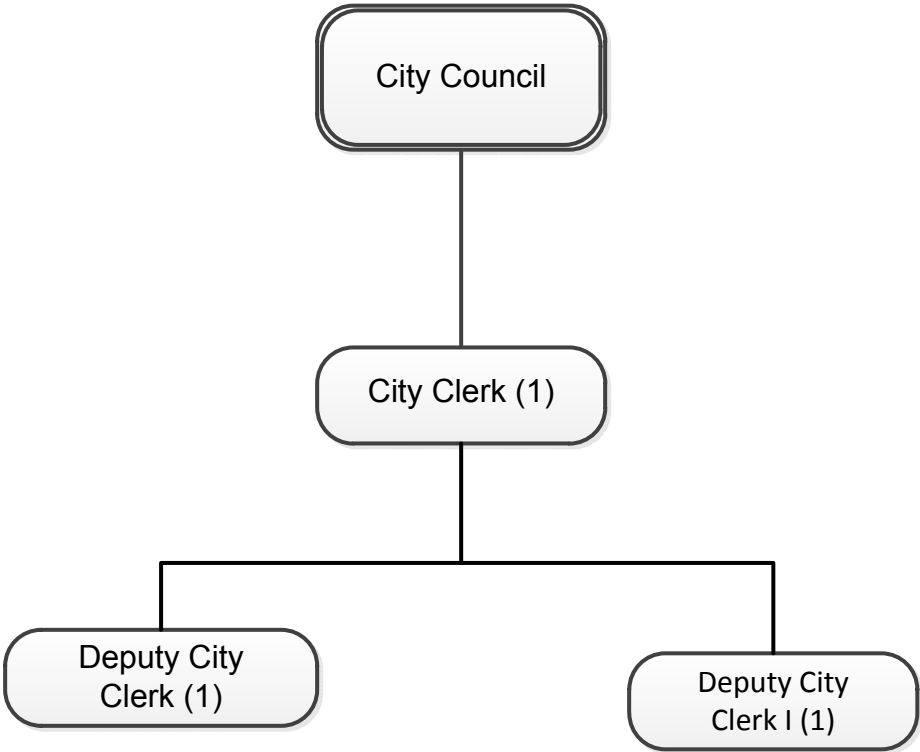 City Council
City Clerk (1)
Deputy City
Clerk (1)
Deputy City
Clerk I (1)